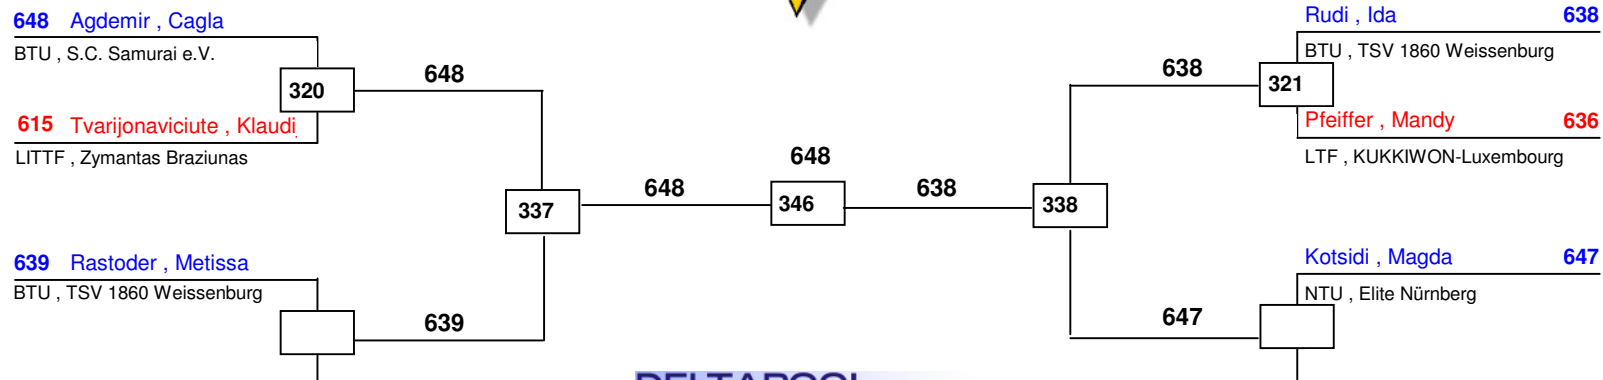 648 Agdemir , Cagla
BTU , S.C. Samurai e.V.
320
648
615 Tvarijonaviciute , Klaudi
LITTF , Zymantas Braziunas
337
648
648
346
638
338
639 Rastoder , Metissa
BTU , TSV 1860 Weissenburg
639
Rudi , Ida 638
BTU , TSV 1860 Weissenburg
638
321
Pfeiffer , Mandy 636
LTF , KUKKIWON-Luxembourg
Kotsidi , Magda 647
NTU , Elite Nürnberg
647